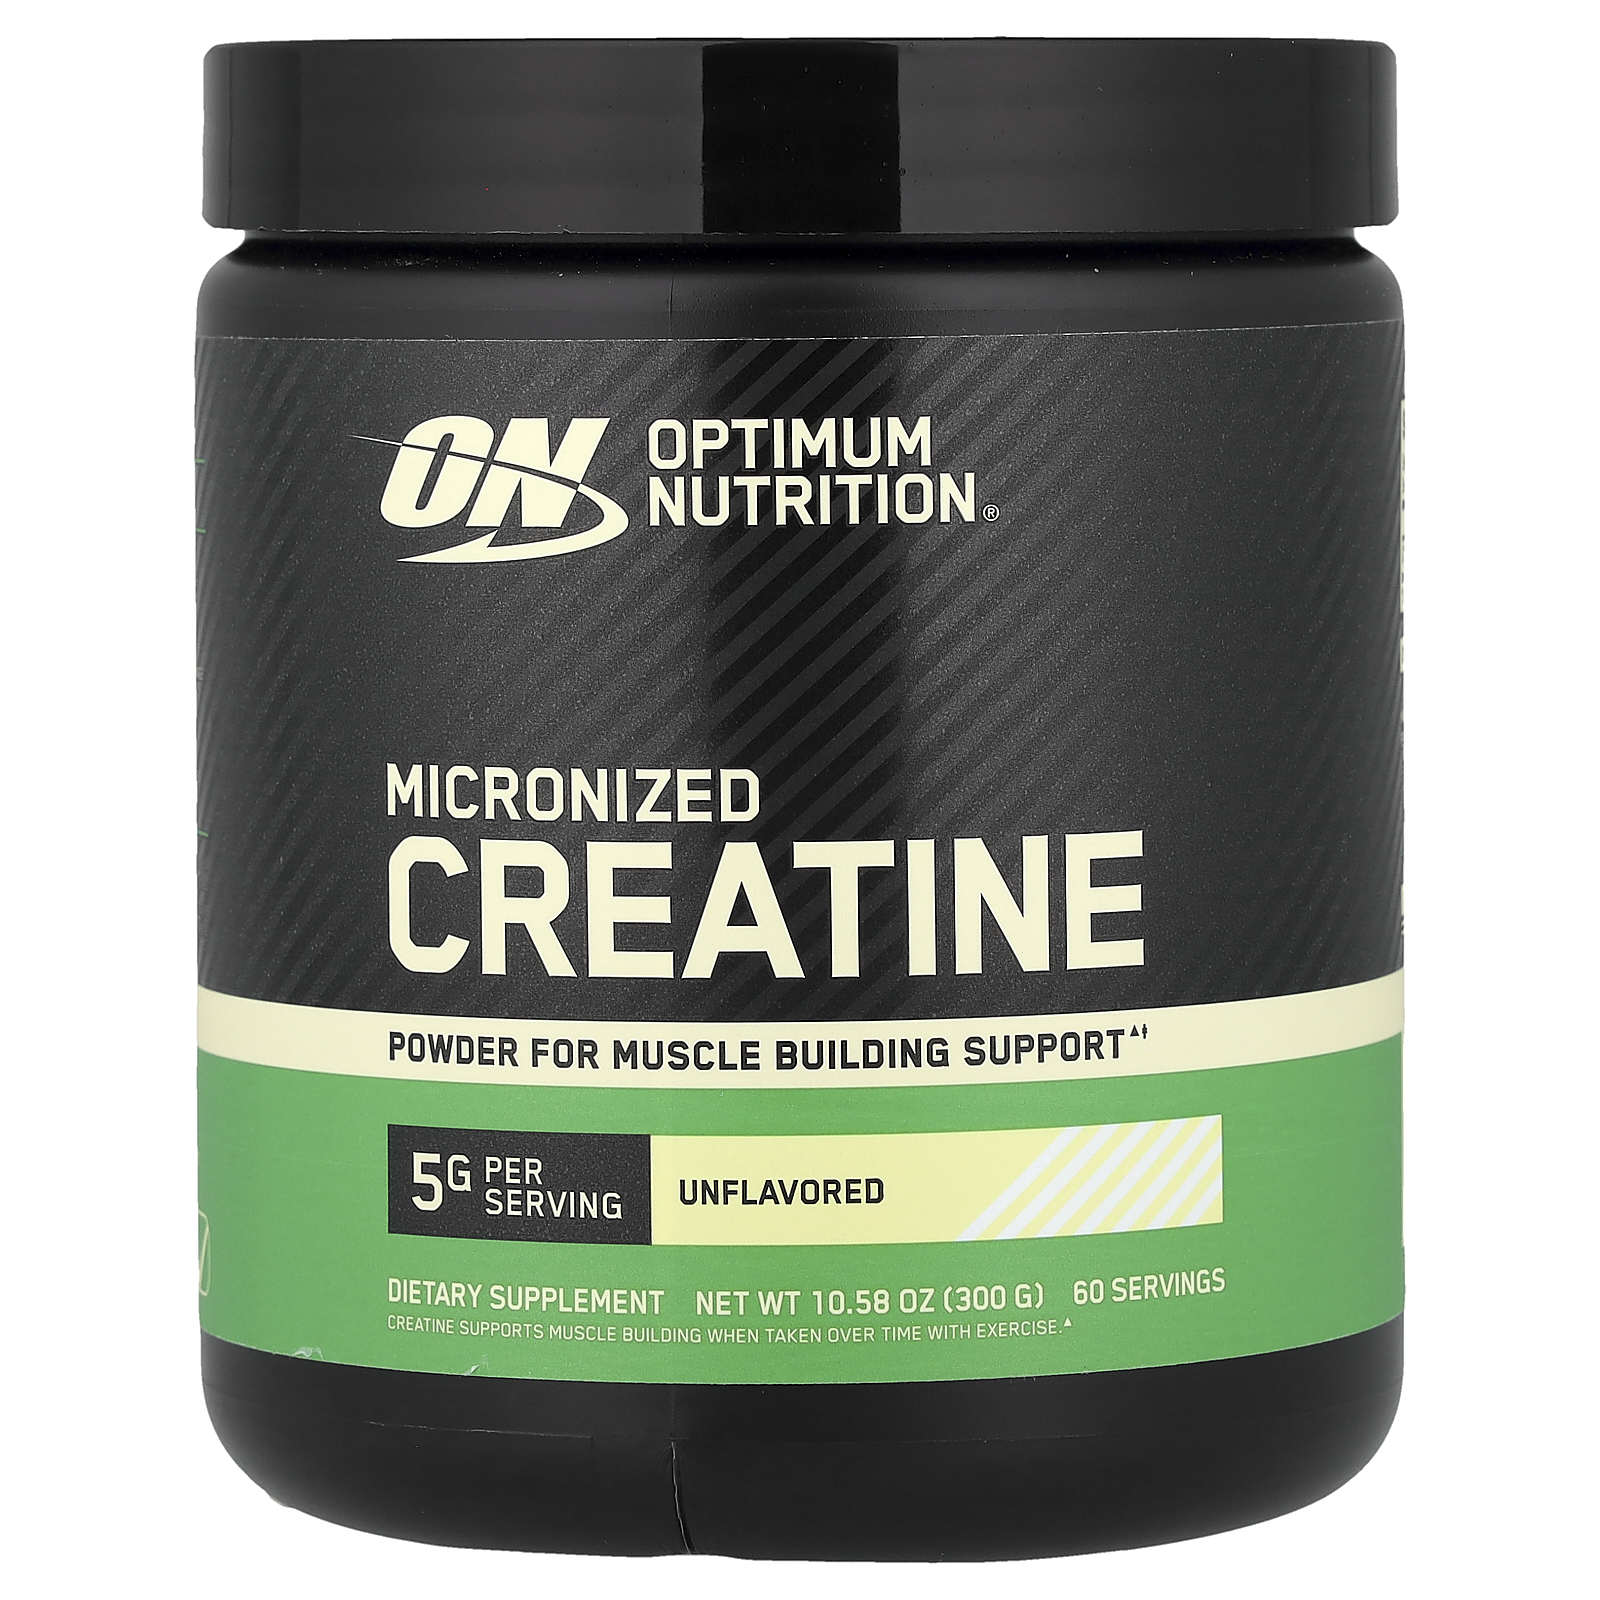 ON OPTIMUM
NUTRITION®
MICRONIZED
CREATINE
POWDER FOR MUSCLE BUILDING SUPPORT▲‡
5G PER
SERVING
UNFLAVORED
DIETARY SUPPLEMENT NET WT 10.58 OZ (300 G) 60 SERVINGS
CREATINE SUPPORTS MUSCLE BUILDING WHEN TAKEN OVER TIME WITH EXERCISE.▲